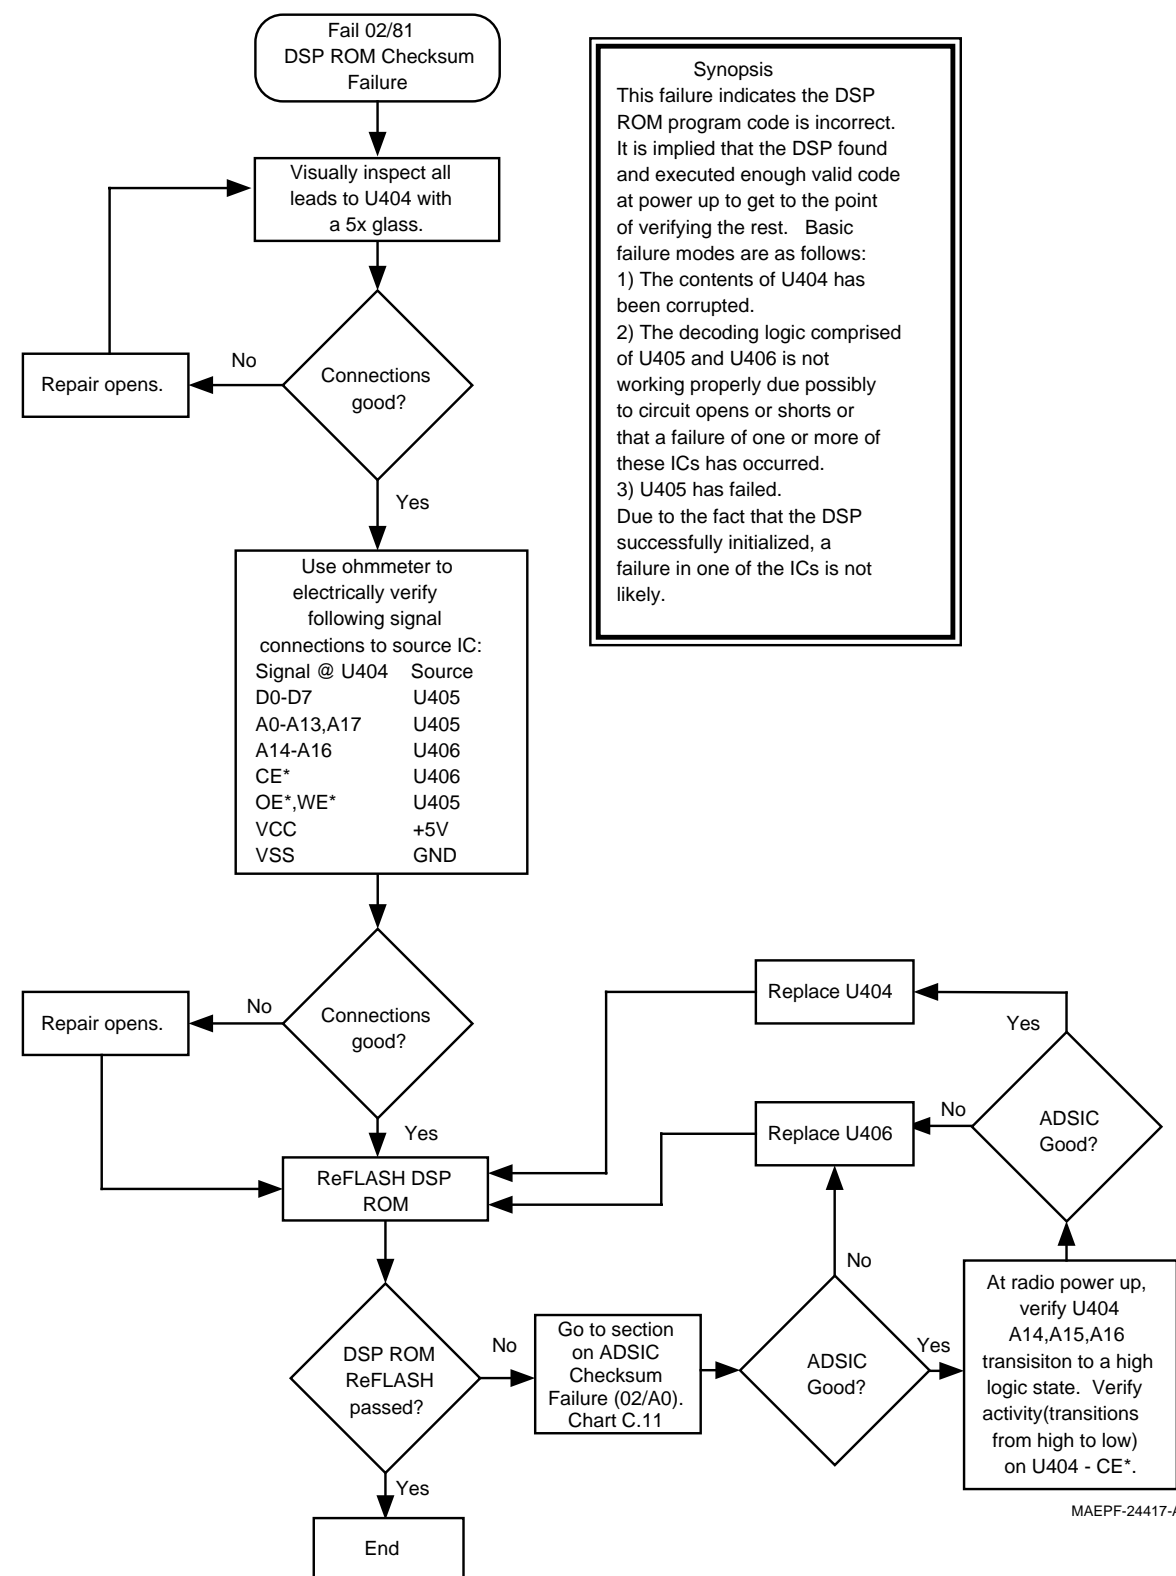 Fail 02/81
DSP ROM Checksum
Failure
Synopsis
This failure indicates the DSP
ROM program code is incorrect.
It is implied that the DSP found
and executed enough valid code
at power up to get to the point
of verifying the rest. Basic
failure modes are as follows:
1) The contents of U404 has
been corrupted.
2) The decoding logic comprised
of U405 and U406 is not
working properly due possibly
to circuit opens or shorts or
that a failure of one or more of
these ICs has occurred.
3) U405 has failed.
Due to the fact that the DSP
successfully initialized, a
failure in one of the ICs is not
likely.
Visually inspect all
leads to U404 with
a 5x glass.
Connections
good?
No
Repair opens.
Yes
Use ohmmeter to
electrically verify
following signal
connections to source IC:
Signal @ U404 Source
D0-D7 U405
A0-A13,A17 U405
A14-A16 U406
CE* U406
OE*,WE* U405
VCC +5V
VSS GND
Connections
good?
No
Repair opens.
Yes
ReFLASH DSP
ROM
DSP ROM
ReFLASH
passed?
Yes
End
No
Go to section
on ADSIC
Checksum
Failure (02/A0).
Chart C.11
ADSIC
Good?
No
Replace U406
Yes
At radio power up,
verify U404
A14,A15,A16
transisiton to a high
logic state. Verify
activity(transitions
from high to low)
on U404 - CE*.
ADSIC
Good?
No
Yes
Replace U404
MAEPF-24417-A